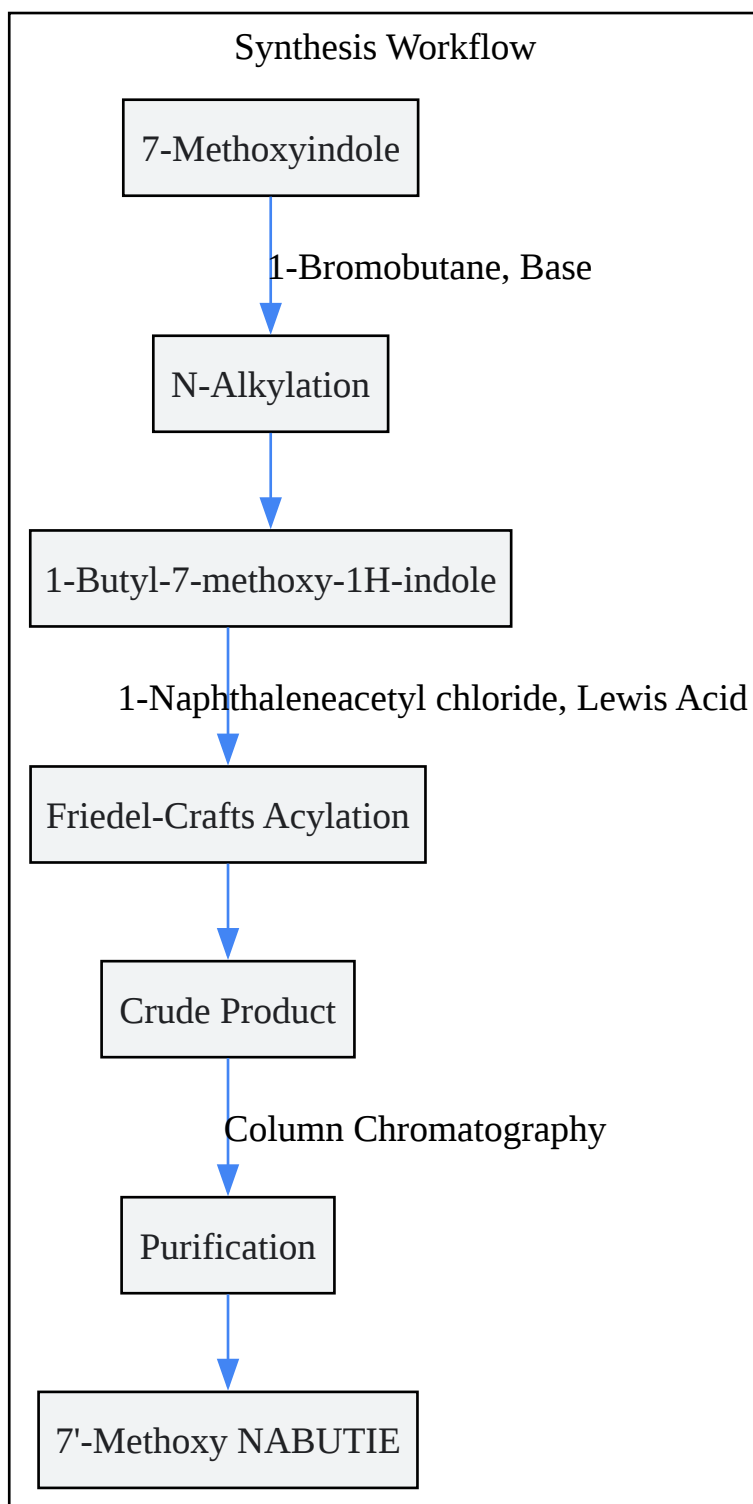 Synthesis Workflow
7-Methoxyindole
1-Bromobutane, Base
N-Alkylation
1-Butyl-7-methoxy-1H-indole
1-Naphthaleneacetyl chloride, Lewis Acid
Friedel-Crafts Acylation
Crude Product
Column Chromatography
Purification
7'-Methoxy NABUTIE